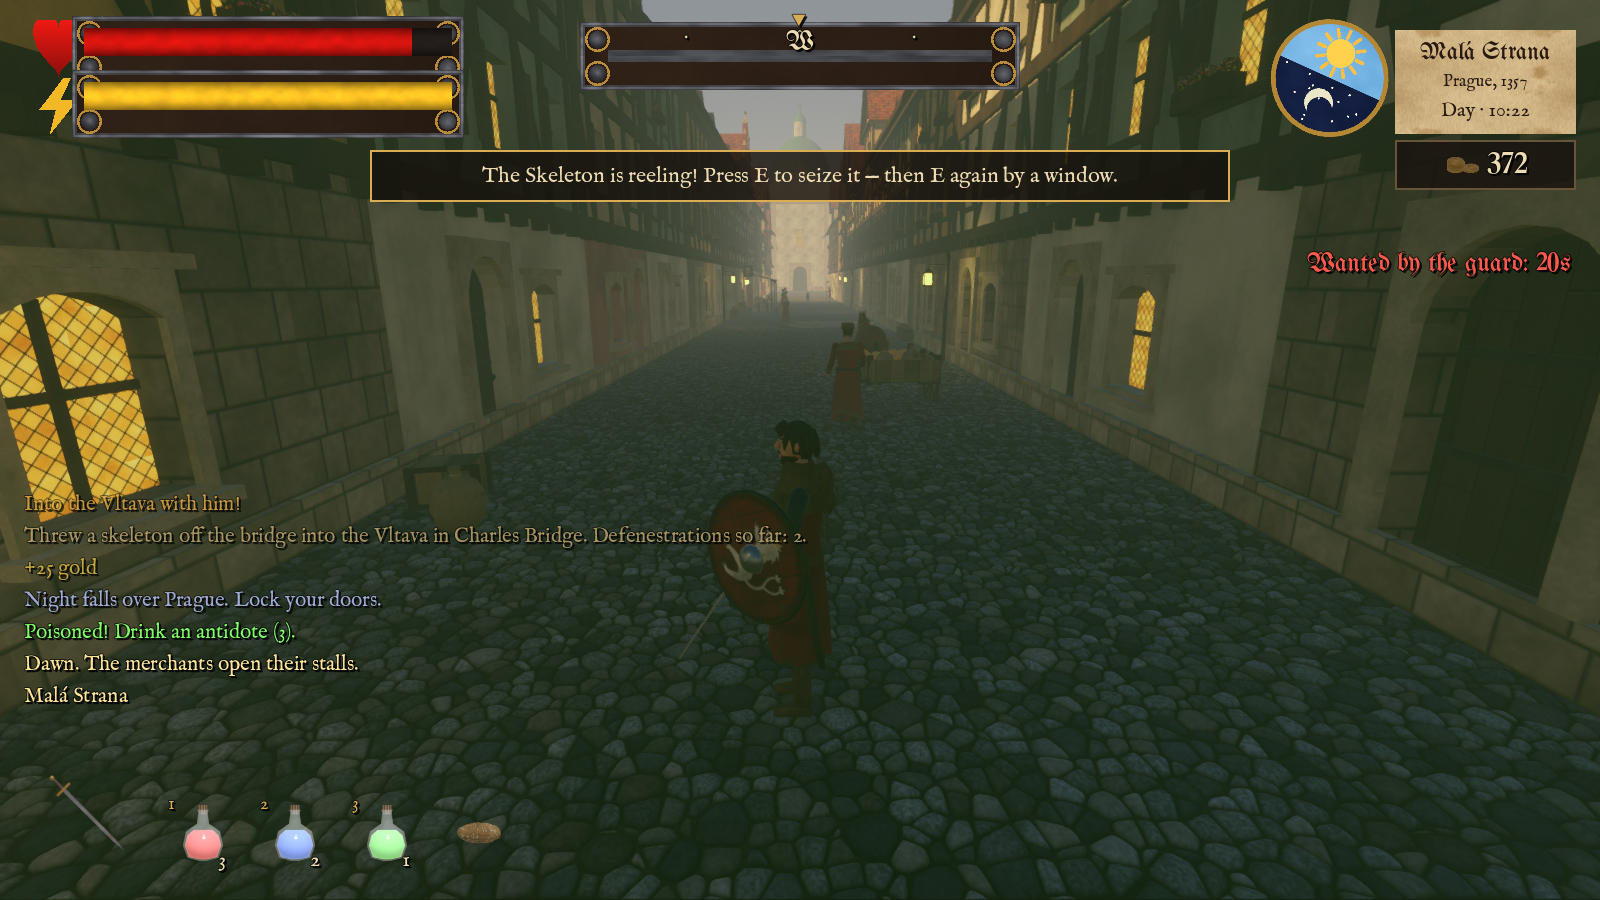 W
Malá Strana
Prague, 1357
Day · 10:22
372
The Skeleton is reeling! Press E to seize it – then E again by a window.
Wanted by the guard: 20s
Into the Vltava with him!
Threw a skeleton off the bridge into the Vltava in Charles Bridge. Defenestrations so far: 2.
+25 gold
Night falls over Prague. Lock your doors.
Poisoned! Drink an antidote (3).
Dawn. The merchants open their stalls.
Malá Strana
1 2 3
3 2 1